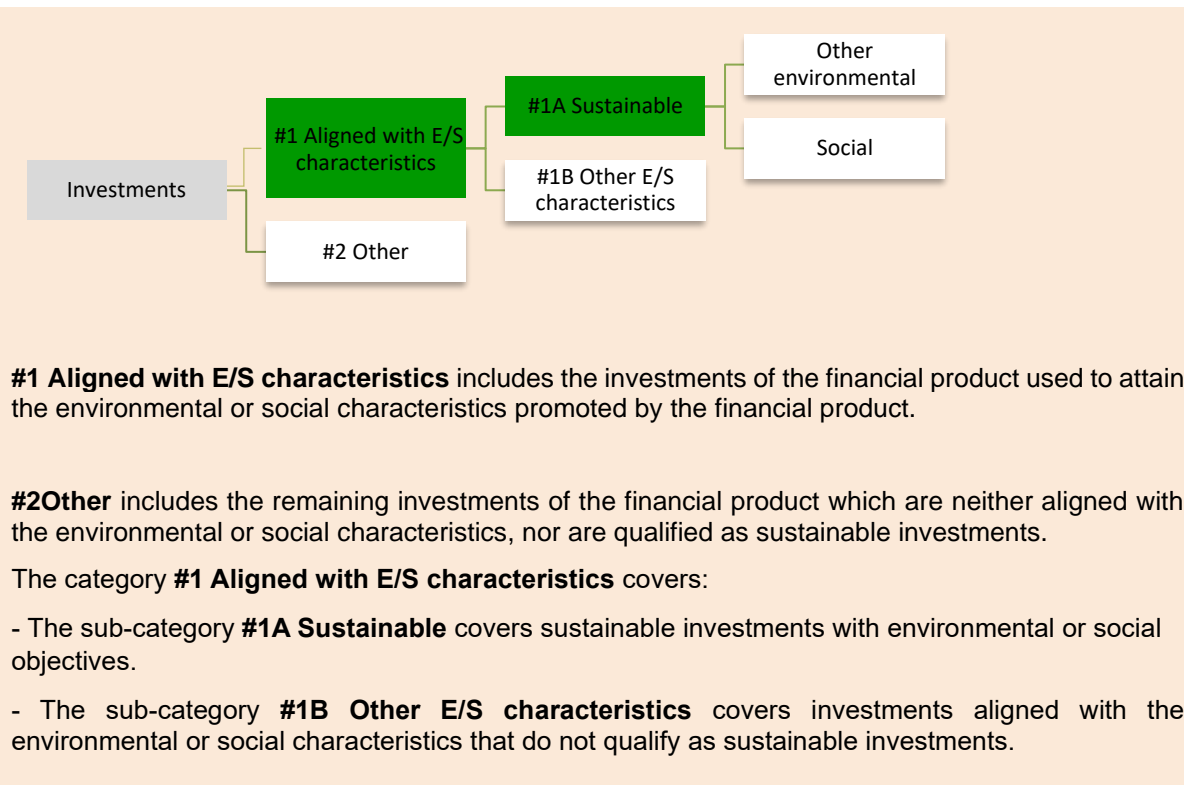 Other
environmental
#1A Sustainable
#1 Aligned with E/S
characteristics
Social
#1B Other E/S
characteristics
Investments
#2 Other
#1 Aligned with E/S characteristics includes the investments of the financial product used to attain
the environmental or social characteristics promoted by the financial product.
#2Other includes the remaining investments of the financial product which are neither aligned with
the environmental or social characteristics, nor are qualified as sustainable investments.
The category #1 Aligned with E/S characteristics covers:
- The sub-category #1A Sustainable covers sustainable investments with environmental or social
objectives.
- The sub-category #1B Other E/S characteristics covers investments aligned with the
environmental or social characteristics that do not qualify as sustainable investments.